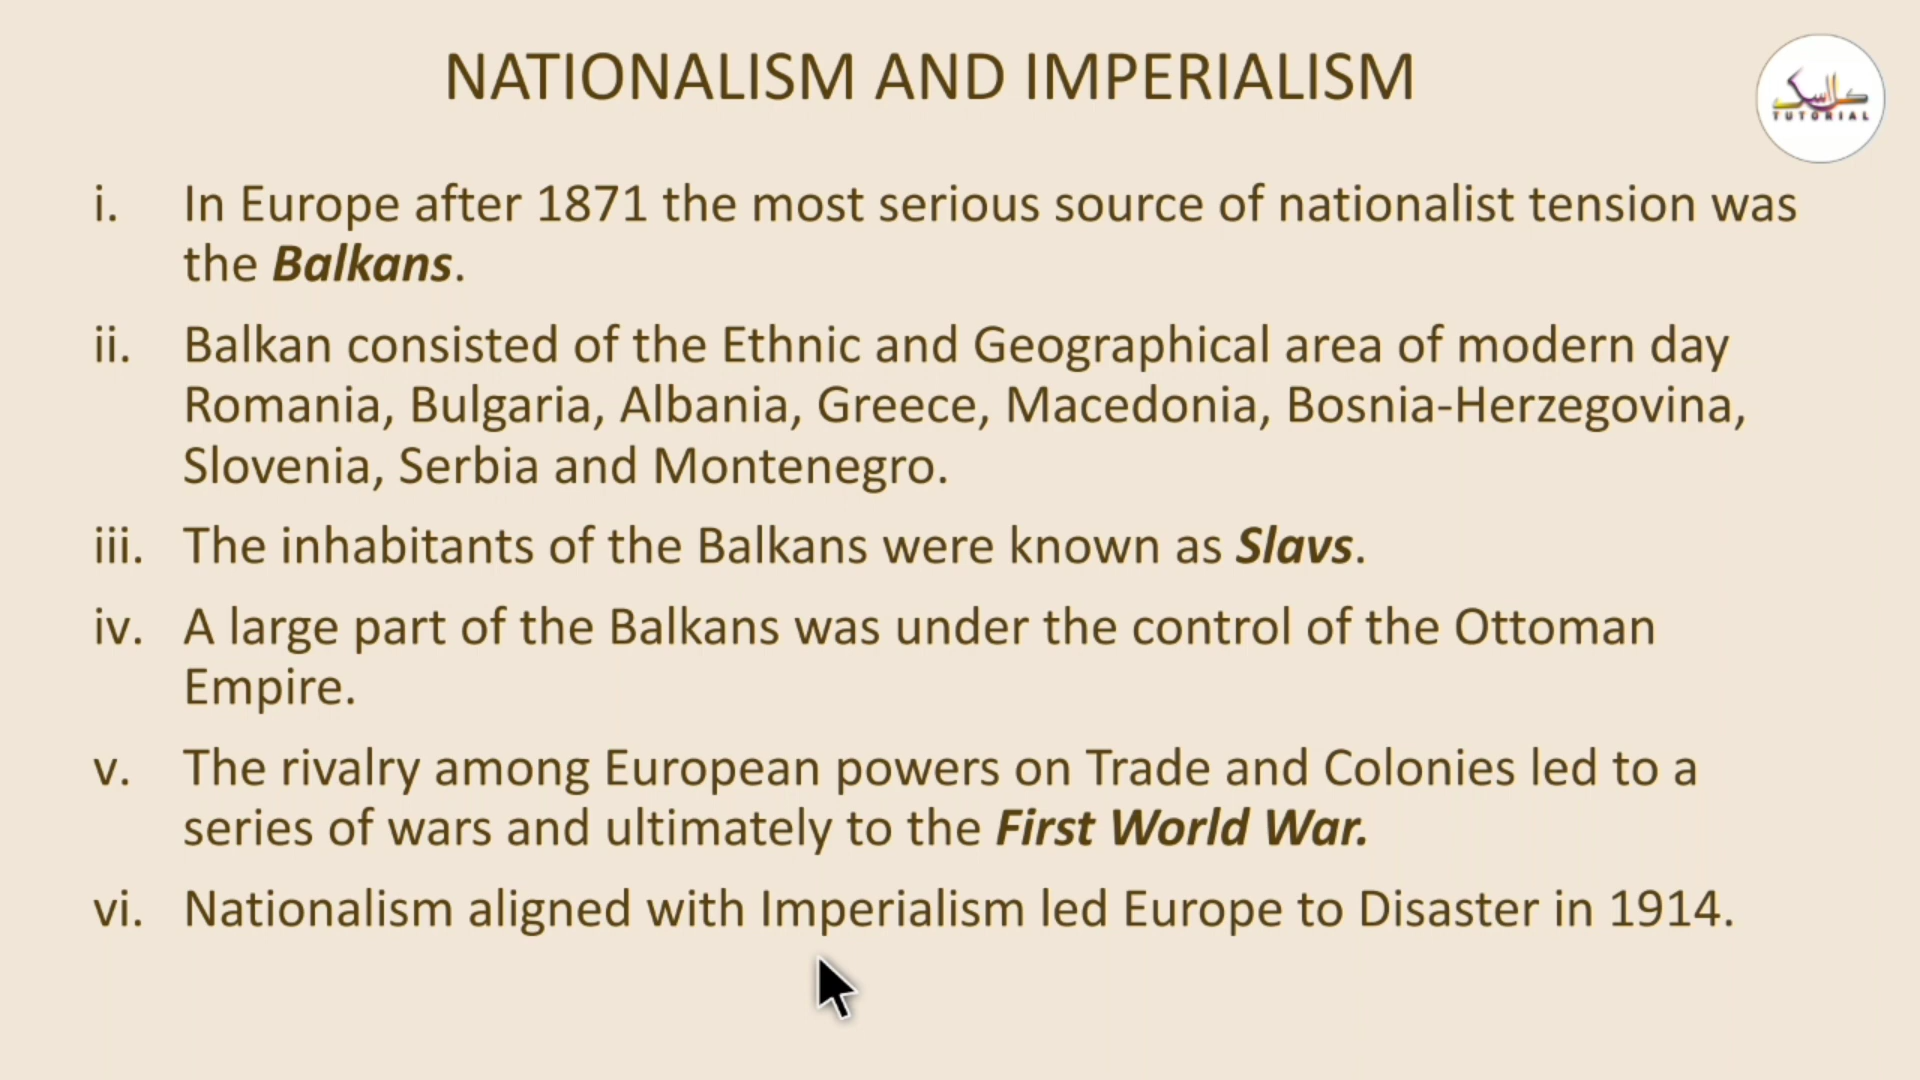 NATIONALISM AND IMPERIALISM
کلاسک
TUTORIAL
i. In Europe after 1871 the most serious source of nationalist tension was
the Balkans.
ii. Balkan consisted of the Ethnic and Geographical area of modern day
Romania, Bulgaria, Albania, Greece, Macedonia, Bosnia-Herzegovina,
Slovenia, Serbia and Montenegro.
iii. The inhabitants of the Balkans were known as Slavs.
iv. A large part of the Balkans was under the control of the Ottoman
Empire.
v. The rivalry among European powers on Trade and Colonies led to a
series of wars and ultimately to the First World War.
vi. Nationalism aligned with Imperialism led Europe to Disaster in 1914.